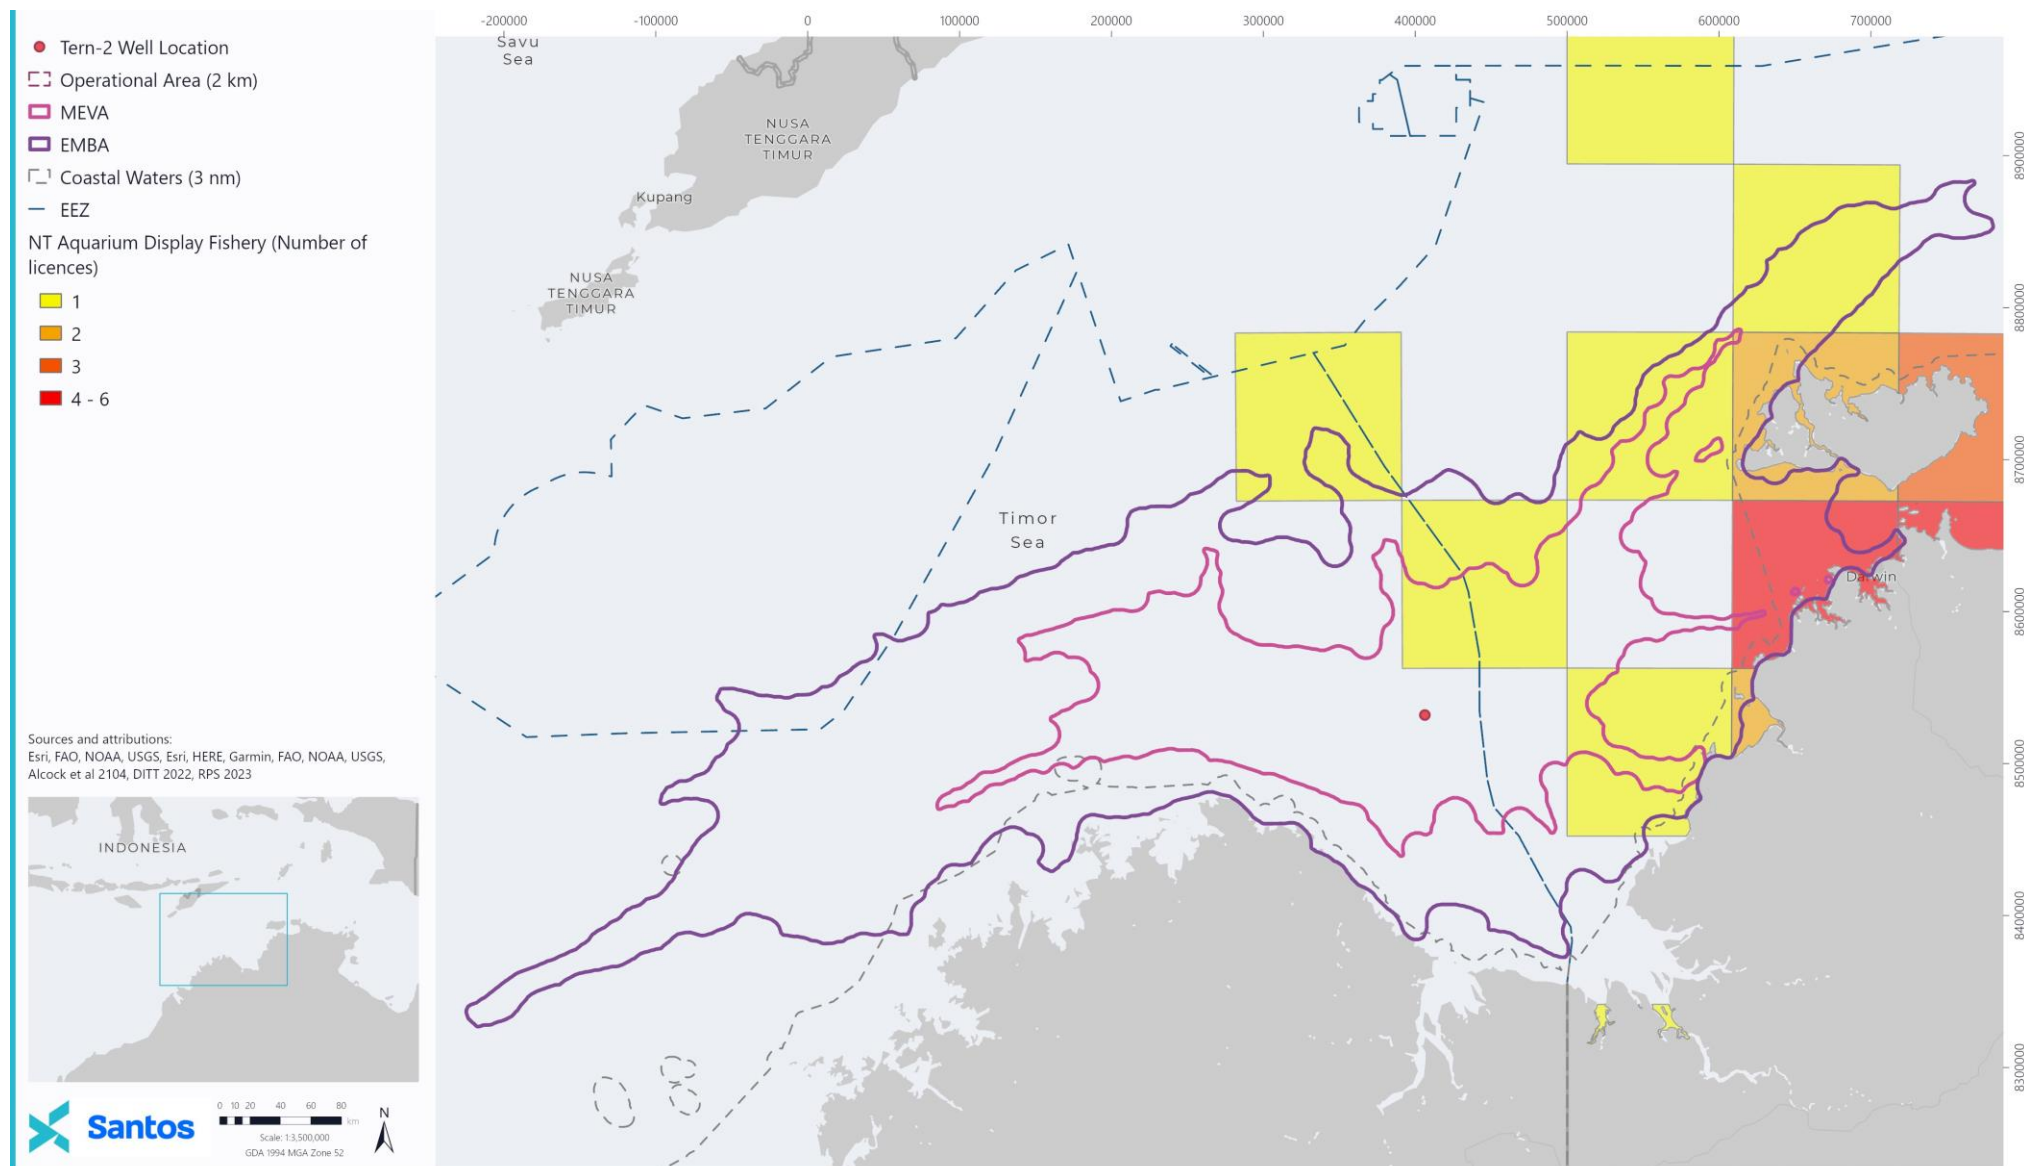 Tern-2 Well Location
Operational Area (2 km)
MEVA
EMBA
Coastal Waters (3 nm)
EEZ
NT Aquarium Display Fishery (Number of
licences)
1
2
3
4 - 6
Sources and attributions:
Esri, FAO, NOAA, USGS, Esri, HERE, Garmin, FAO, NOAA, USGS,
Alcock et al 2104, DITT 2022, RPS 2023
INDONESIA
Santos
0 10 20 40 60 80
km
Scale: 1:3,500,000
GDA 1994 MGA Zone 52
N
-200000 -100000 0 100000 200000 300000 400000 500000 600000 700000
Savu
Sea
NUSA
TENGGARA
TIMUR
Kupang
NUSA
TENGGARA
TIMUR
Timor
Sea
Darwin
8900000
8800000
8700000
8600000
8500000
8400000
8300000